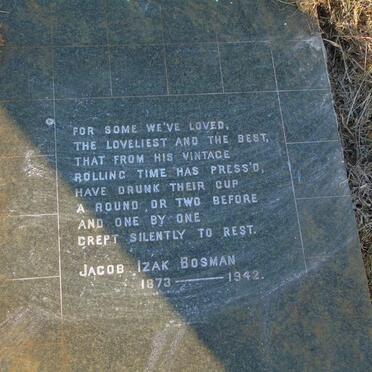 FOR SOME WE'VE LOVED,
THE LOVELIEST AND THE BEST,
THAT FROM HIS VINTAGE
ROLLING TIME HAS PRESS'D,
HAVE DRUNK THEIR CUP
A ROUND OR TWO BEFORE
AND ONE BY ONE
CREPT SILENTLY TO REST.
JACOB IZAK BOSMAN
1873 — 1942.